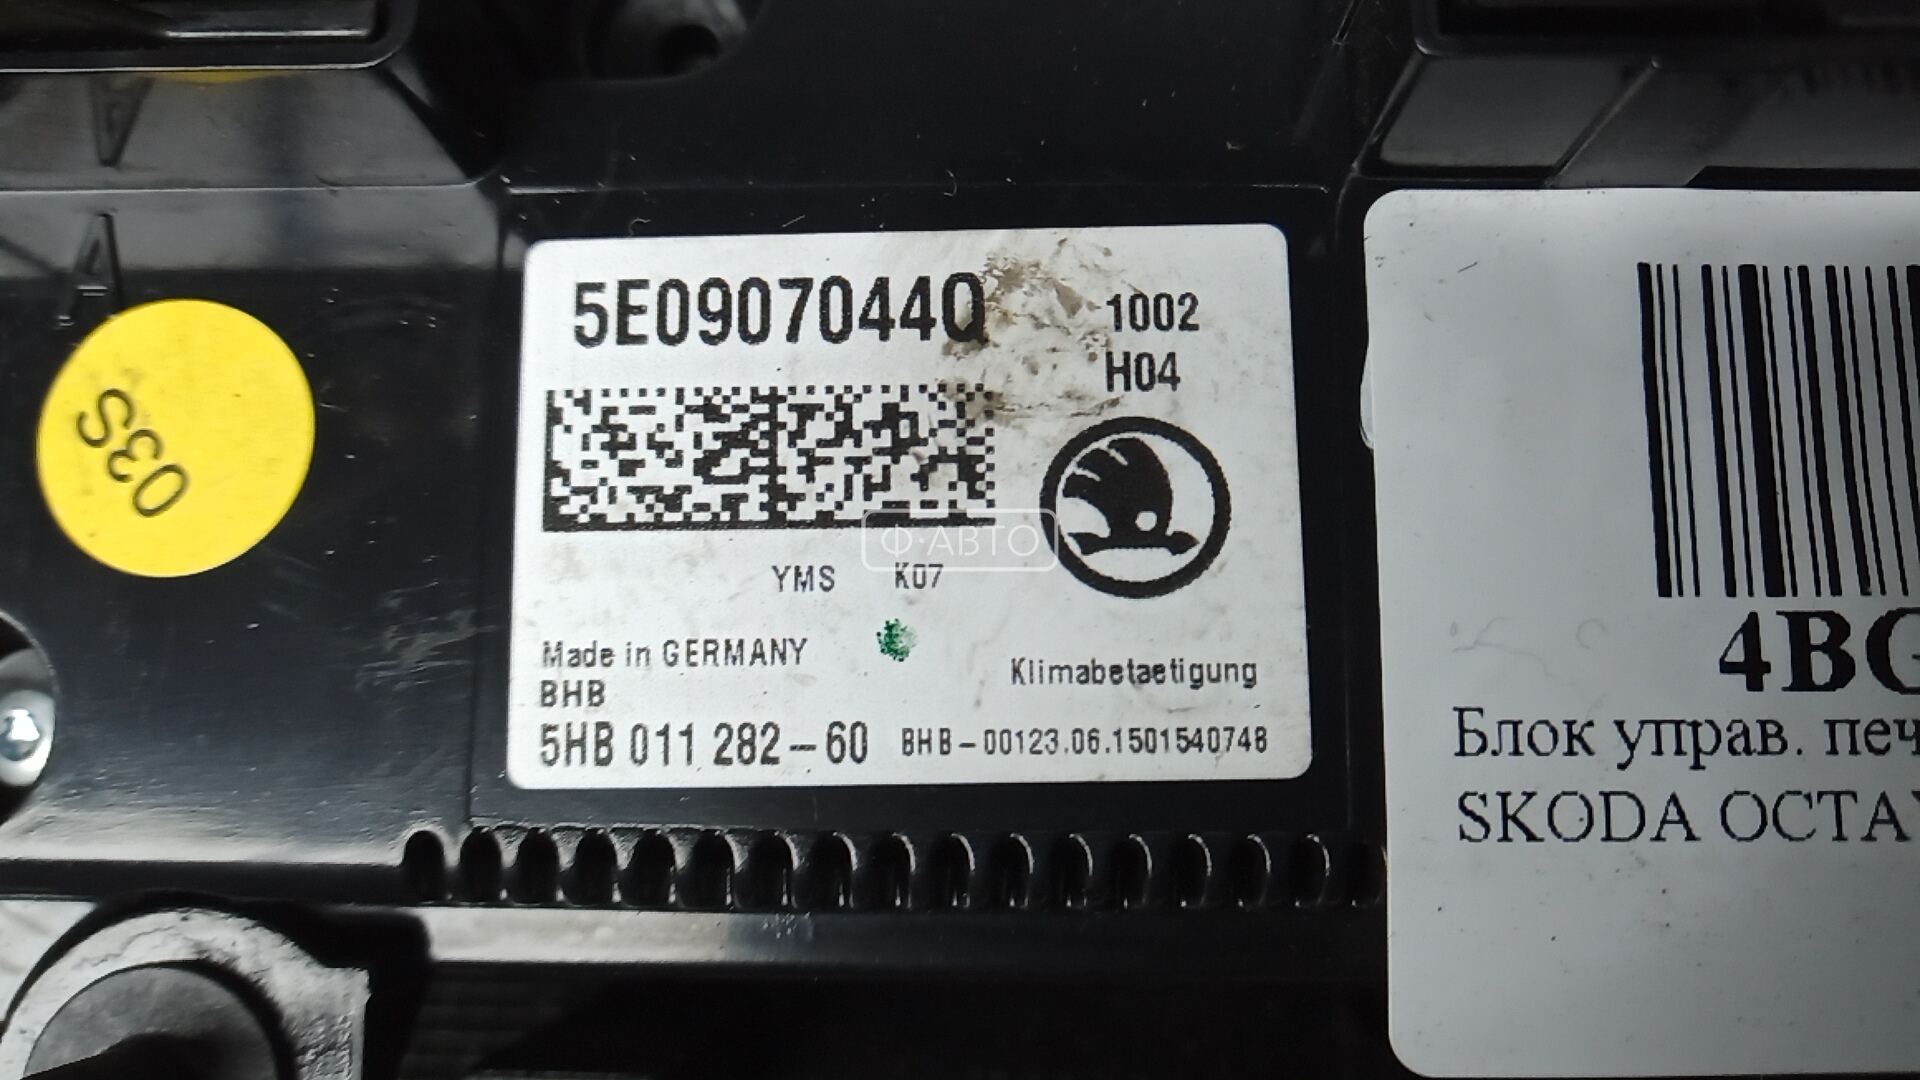 5E0907044Q
1002
H04
03S
Ф·АВТО
YMS K07
Made in GERMANY
BHB
Klimabetaetigung
5HB 011 282-60
BHB-00123.06.1501540748
4BG
Блок управ. печ
SKODA OCTA